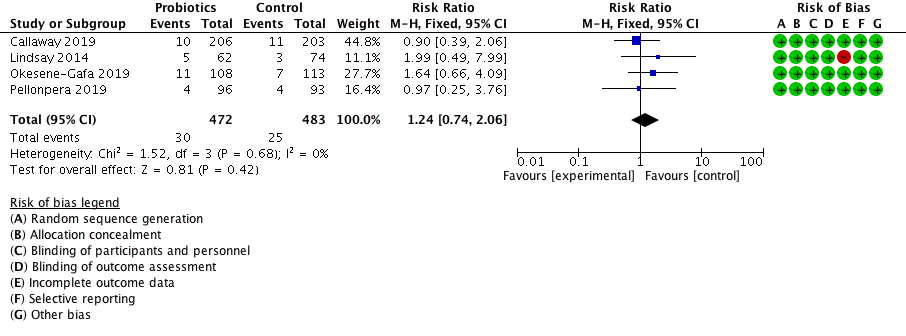 Probiotics Control Risk Ratio Risk Ratio Risk of Bias
Study or Subgroup Events Total Events Total Weight M-H, Fixed, 95% CI M-H, Fixed, 95% CI A B C D E F G
Callaway 2019 10 206 11 203 44.8% 0.90 [0.39, 2.06]
Lindsay 2014 5 62 3 74 11.1% 1.99 [0.49, 7.99]
Okesene-Gafa 2019 11 108 7 113 27.7% 1.64 [0.66, 4.09]
Pellonpera 2019 4 96 4 93 16.4% 0.97 [0.25, 3.76]
Total (95% CI) 472 483 100.0% 1.24 [0.74, 2.06]
Total events 30 25
Heterogeneity: Chi² = 1.52, df = 3 (P = 0.68); I² = 0%
Test for overall effect: Z = 0.81 (P = 0.42)
0.01 0.1 1 10 100
Favours [experimental] Favours [control]
Risk of bias legend
(A) Random sequence generation
(B) Allocation concealment
(C) Blinding of participants and personnel
(D) Blinding of outcome assessment
(E) Incomplete outcome data
(F) Selective reporting
(G) Other bias